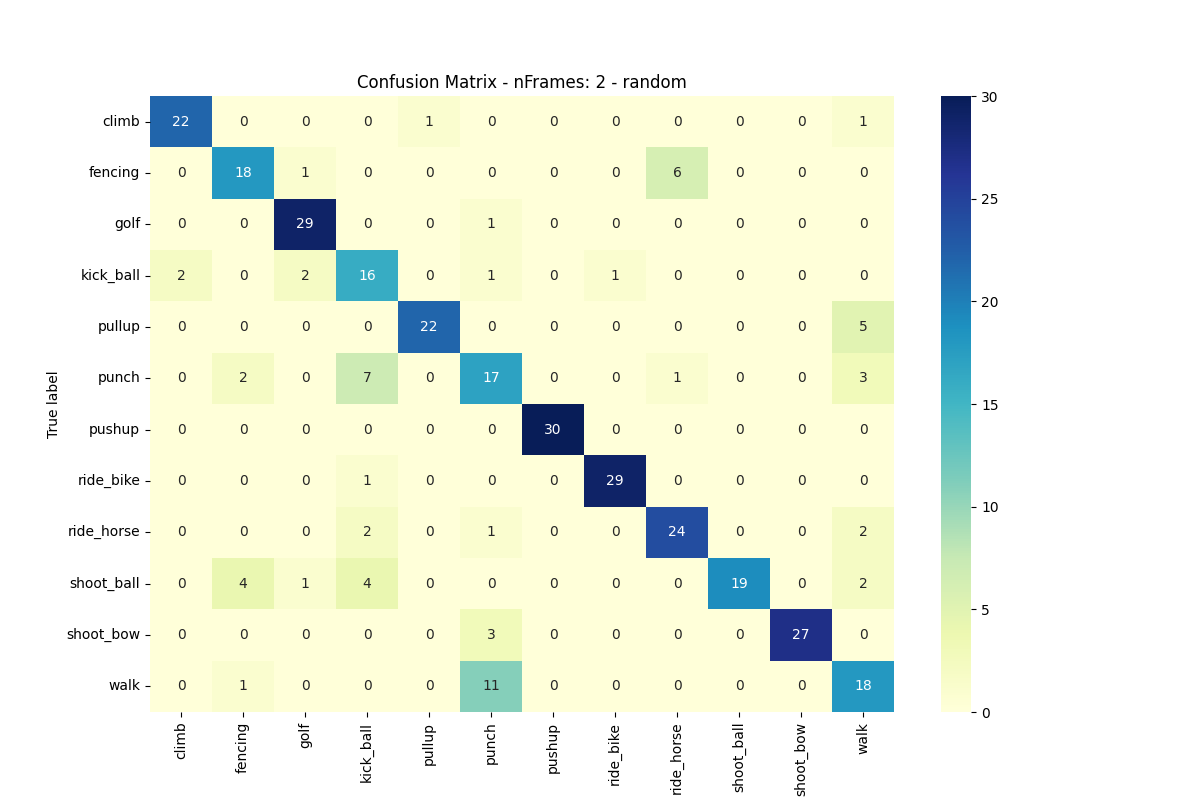 Confusion Matrix - nFrames: 2 - random
climb 22 0 0 0 1 0 0 0 0 0 0 1
fencing 0 18 1 0 0 0 0 0 6 0 0 0
golf 0 0 29 0 0 1 0 0 0 0 0 0
kick_ball 2 0 2 16 0 1 0 1 0 0 0 0
pullup 0 0 0 0 22 0 0 0 0 0 0 5
punch 0 2 0 7 0 17 0 0 1 0 0 3
pushup 0 0 0 0 0 0 30 0 0 0 0 0
ride_bike 0 0 0 1 0 0 0 29 0 0 0 0
ride_horse 0 0 0 2 0 1 0 0 24 0 0 2
shoot_ball 0 4 1 4 0 0 0 0 0 19 0 2
shoot_bow 0 0 0 0 0 3 0 0 0 0 27 0
walk 0 1 0 0 0 11 0 0 0 0 0 18
True label
climb
fencing
golf
kick_ball
pullup
punch
pushup
ride_bike
ride_horse
shoot_ball
shoot_bow
walk
30
25
20
15
10
5
0